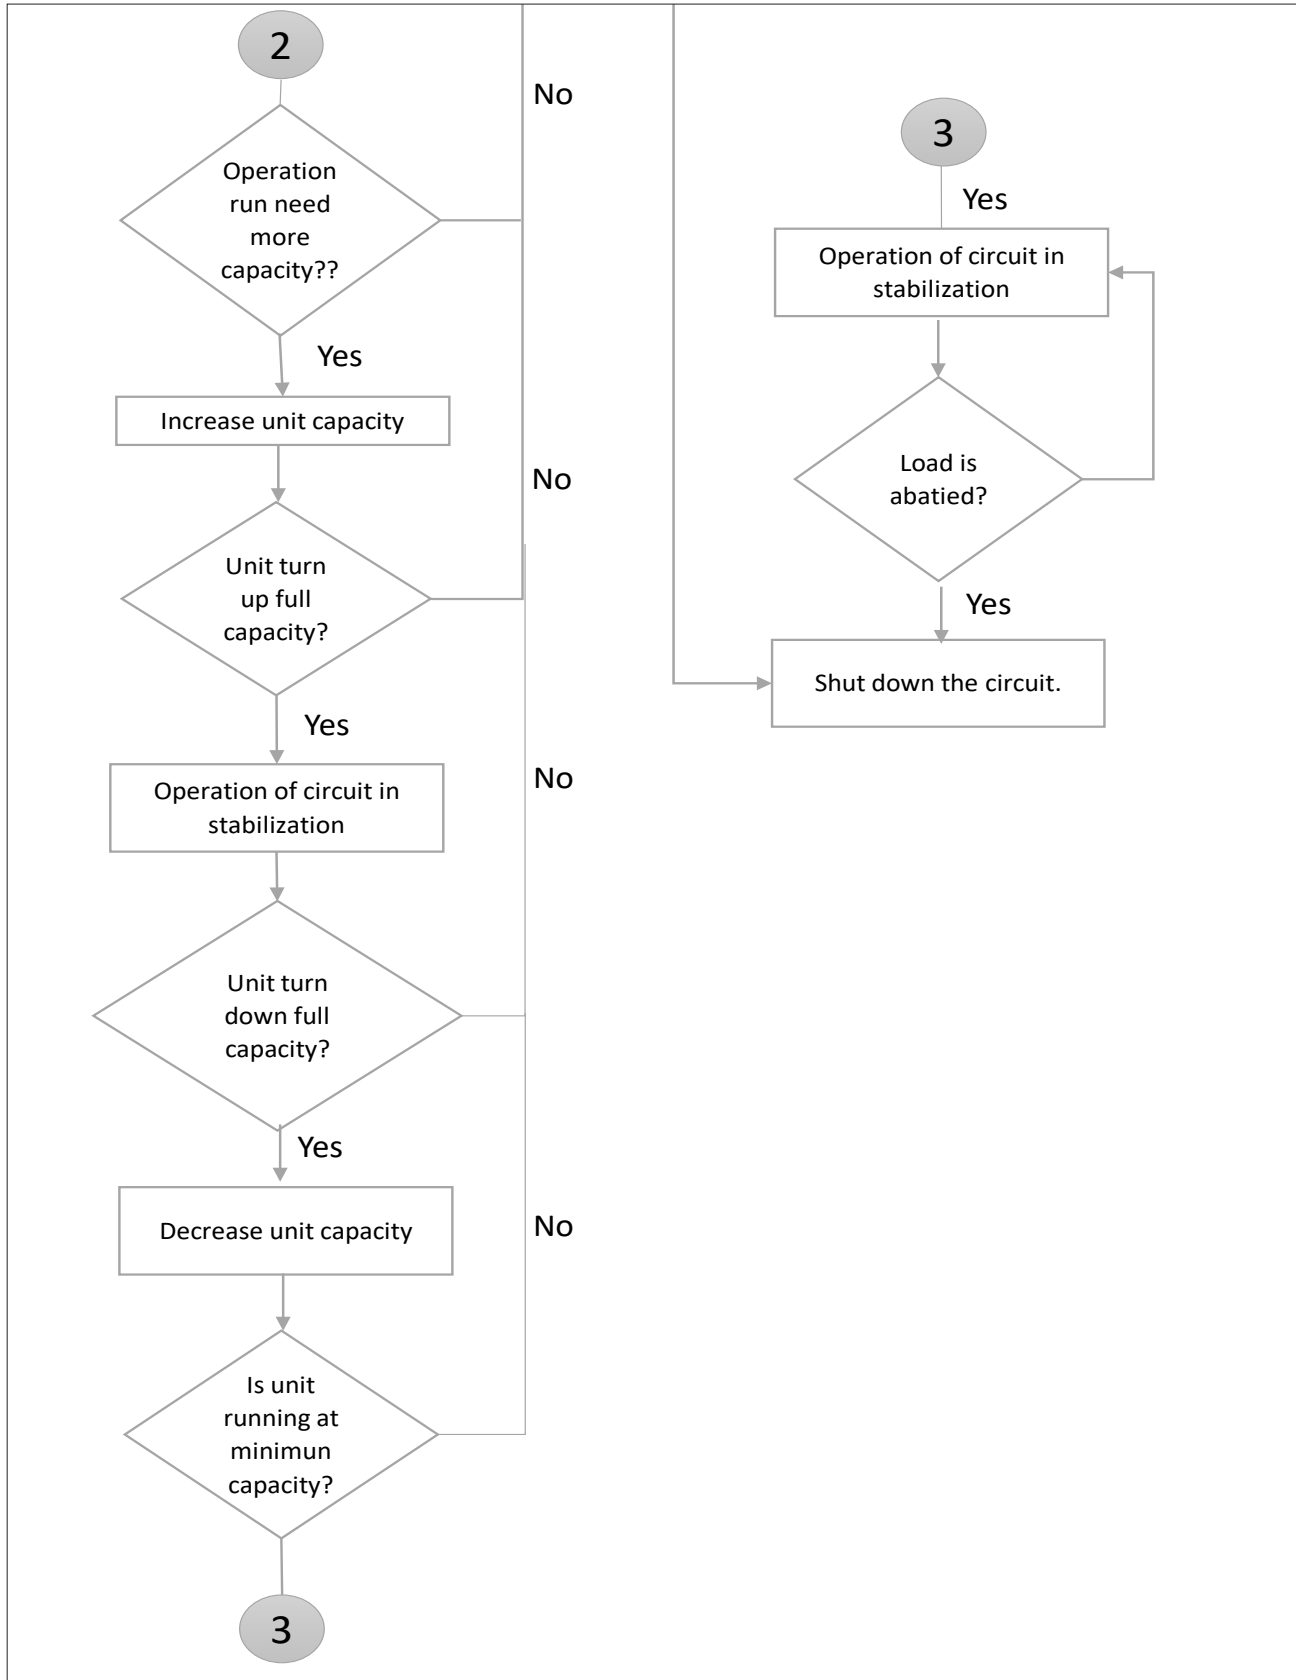 2
No
Operation
run need
more
capacity??
Yes
Increase unit capacity
No
Unit turn
up full
capacity?
Yes
Operation of circuit in
stabilization
No
Unit turn
down full
capacity?
Yes
Decrease unit capacity
No
Is unit
running at
minimun
capacity?
3
3
Yes
Operation of circuit in
stabilization
Load is
abatied?
Yes
Shut down the circuit.